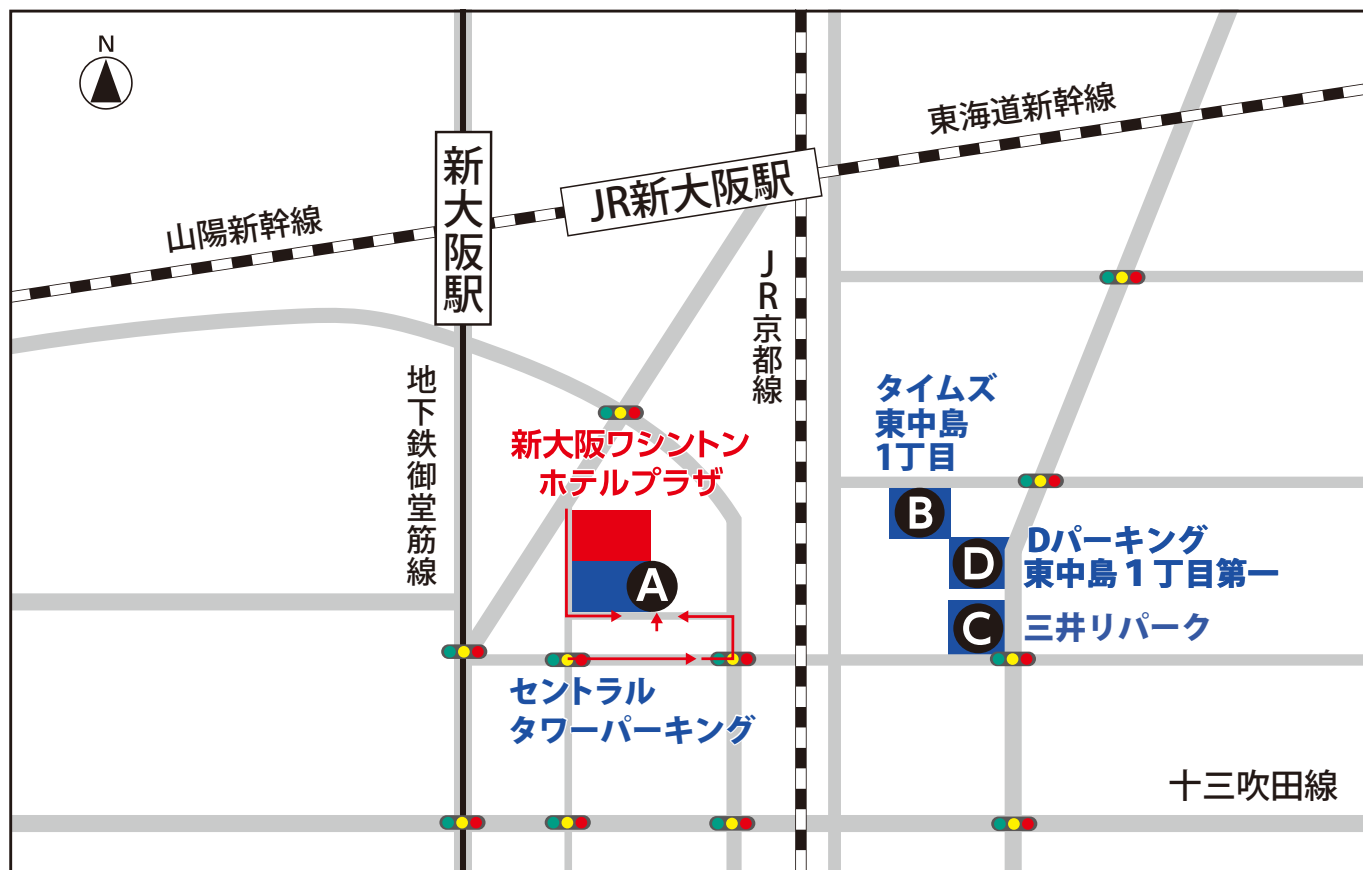 N
東海道新幹線
JR新大阪駅
新大阪駅
山陽新幹線
JR京都線
地下鉄御堂筋線
タイムズ
東中島
1丁目
新大阪ワシントン
ホテルプラザ
B
Dパーキング
東中島１丁目第一
D
A
C
三井リパーク
セントラル
タワーパーキング
十三吹田線